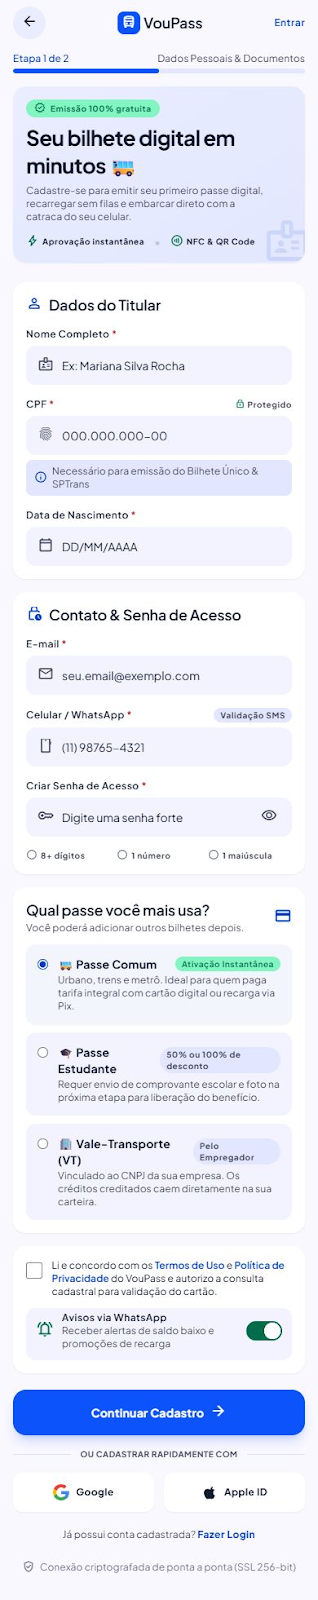 VouPass
Entrar
Etapa 1 de 2
Dados Pessoais & Documentos
Emissão 100% gratuita
Seu bilhete digital em
minutos 🚌
Cadastre-se para emitir seu primeiro passe digital,
recarregar sem filas e embarcar direto com a
catraca do seu celular.
Aprovação instantânea
NFC & QR Code
Dados do Titular
Nome Completo *
Ex: Mariana Silva Rocha
CPF *
Protegido
000.000.000-00
Necessário para emissão do Bilhete Único &
SPTrans
Data de Nascimento *
DD/MM/AAAA
Contato & Senha de Acesso
E-mail *
seu.email@exemplo.com
Celular / WhatsApp *
Validação SMS
(11) 98765-4321
Criar Senha de Acesso *
Digite uma senha forte
8+ dígitos
1 número
1 maiúscula
Qual passe você mais usa?
Você poderá adicionar outros bilhetes depois.
Passe Comum
Ativação Instantânea
Urbano, trens e metrô. Ideal para quem paga
tarifa integral com cartão digital ou recarga via
Pix.
Passe
Estudante
50% ou 100% de
desconto
Requer envio de comprovante escolar e foto na
próxima etapa para liberação do benefício.
Vale-Transporte
(VT)
Pelo
Empregador
Vinculado ao CNPJ da sua empresa. Os
créditos creditados caem diretamente na sua
carteira.
Li e concordo com os Termos de Uso e Política de
Privacidade do VouPass e autorizo a consulta
cadastral para validação do cartão.
Avisos via WhatsApp
Receber alertas de saldo baixo e
promoções de recarga
Continuar Cadastro
OU CADASTRAR RAPIDAMENTE COM
Google
Apple ID
Já possui conta cadastrada? Fazer Login
Conexão criptografada de ponta a ponta (SSL 256-bit)